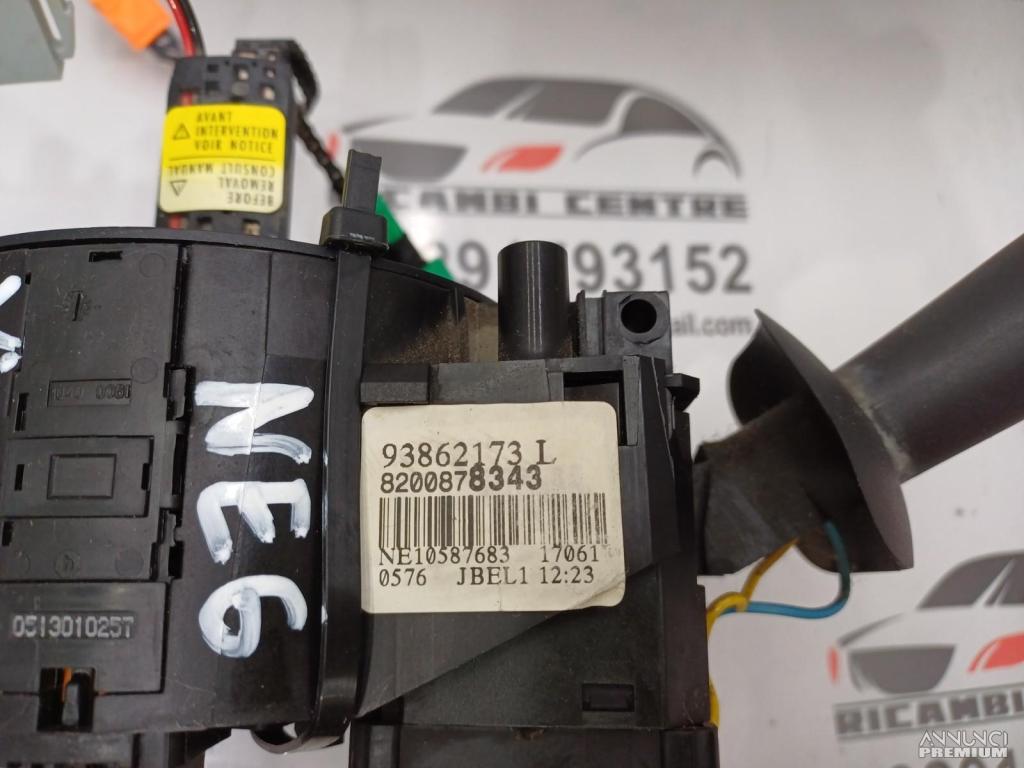 AVANT
INTERVENTION
VOIR NOTICE
BEFORE
REMOVAL
CONSULT MANUAL
RICAMBI CENTRE
93152
ail.com
NE6
93862173 L
8200878343
NE10587683 17061
0576 JBEL1 12:23
0513010257
RICAMBI CEN
ANNUNCI
PREMIUM